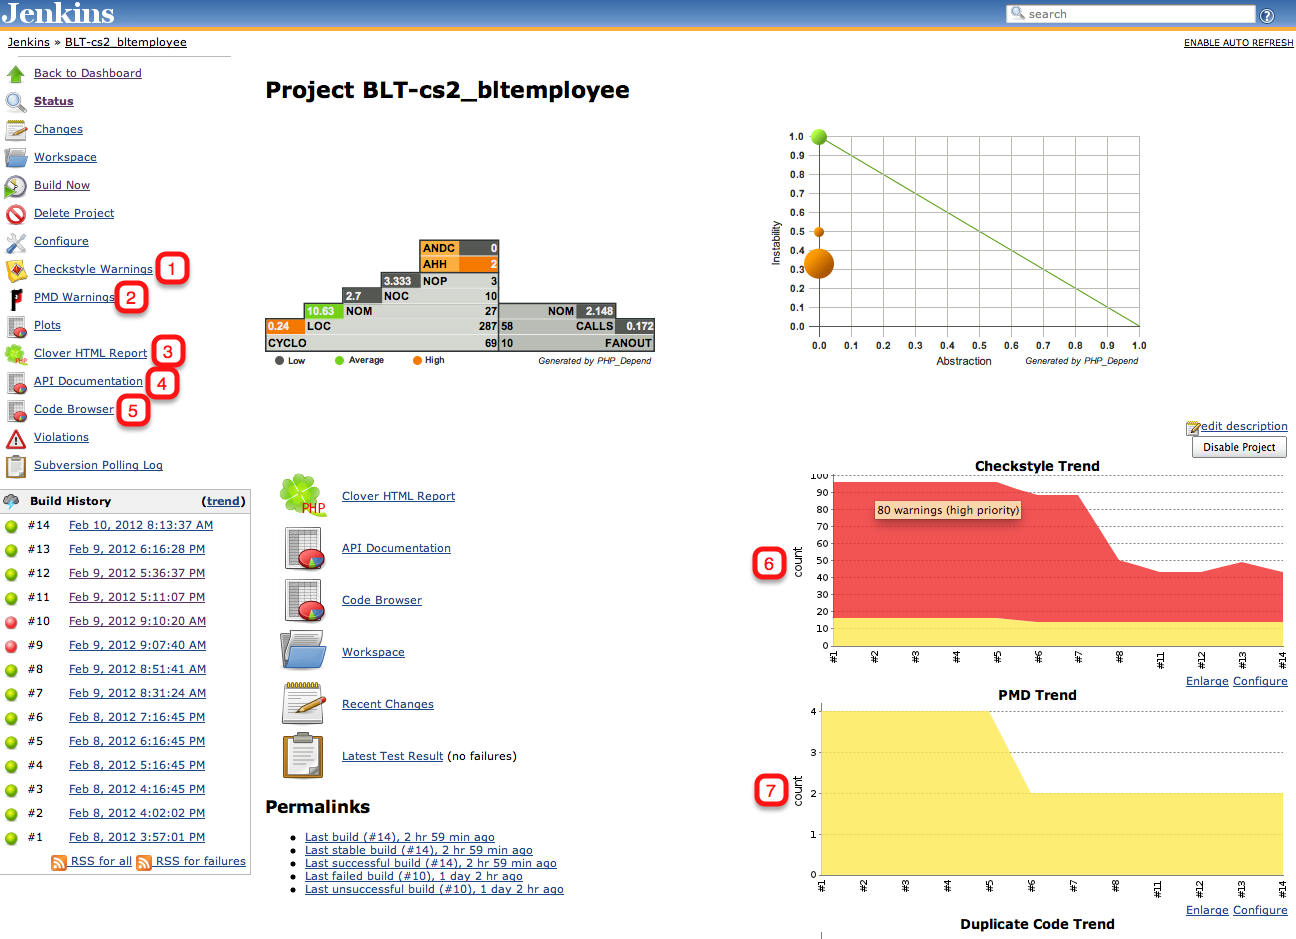 Jenkins
search
?
Jenkins » BLT-cs2_bltemployee
ENABLE AUTO REFRESH
Back to Dashboard
Status
Changes
Workspace
Build Now
Delete Project
Configure
Checkstyle Warnings 1
PMD Warnings 2
Plots
Clover HTML Report 3
API Documentation 4
Code Browser 5
Violations
Subversion Polling Log
Build History (trend)
#14 Feb 10, 2012 8:13:37 AM
#13 Feb 9, 2012 6:16:28 PM
#12 Feb 9, 2012 5:36:37 PM
#11 Feb 9, 2012 5:11:07 PM
#10 Feb 9, 2012 9:10:20 AM
#9 Feb 9, 2012 9:07:40 AM
#8 Feb 9, 2012 8:51:41 AM
#7 Feb 9, 2012 8:31:24 AM
#6 Feb 8, 2012 7:16:45 PM
#5 Feb 8, 2012 6:16:45 PM
#4 Feb 8, 2012 5:16:45 PM
#3 Feb 8, 2012 4:16:45 PM
#2 Feb 8, 2012 4:02:02 PM
#1 Feb 8, 2012 3:57:01 PM
RSS for all RSS for failures
Project BLT-cs2_bltemployee
ANDC 0
AHH 2
3.333 NOP 3
2.7 NOC 10
10.63 NOM 27 NOM 2.148
0.24 LOC 287 58 CALLS 0.172
CYCLO 69 10 FANOUT
Low Average High Generated by PHP_Depend
Instability
1.0
0.9
0.8
0.7
0.6
0.5
0.4
0.3
0.2
0.1
0.0
0.0 0.1 0.2 0.3 0.4 0.5 0.6 0.7 0.8 0.9 1.0
Abstraction Generated by PHP_Depend
edit description
Disable Project
PHP
Clover HTML Report
API Documentation
Code Browser
Workspace
Recent Changes
Latest Test Result (no failures)
Permalinks
Last build (#14), 2 hr 59 min ago
Last stable build (#14), 2 hr 59 min ago
Last successful build (#14), 2 hr 59 min ago
Last failed build (#10), 1 day 2 hr ago
Last unsuccessful build (#10), 1 day 2 hr ago
Checkstyle Trend
100
90
80
70
60
50
40
30
20
10
0
80 warnings (high priority)
6
count
#1 #2 #3 #4 #5 #6 #7 #8 #11 #12 #13 #14
Enlarge Configure
PMD Trend
4
3
2
1
0
7
count
#1 #2 #3 #4 #5 #6 #7 #8 #11 #12 #13 #14
Enlarge Configure
Duplicate Code Trend